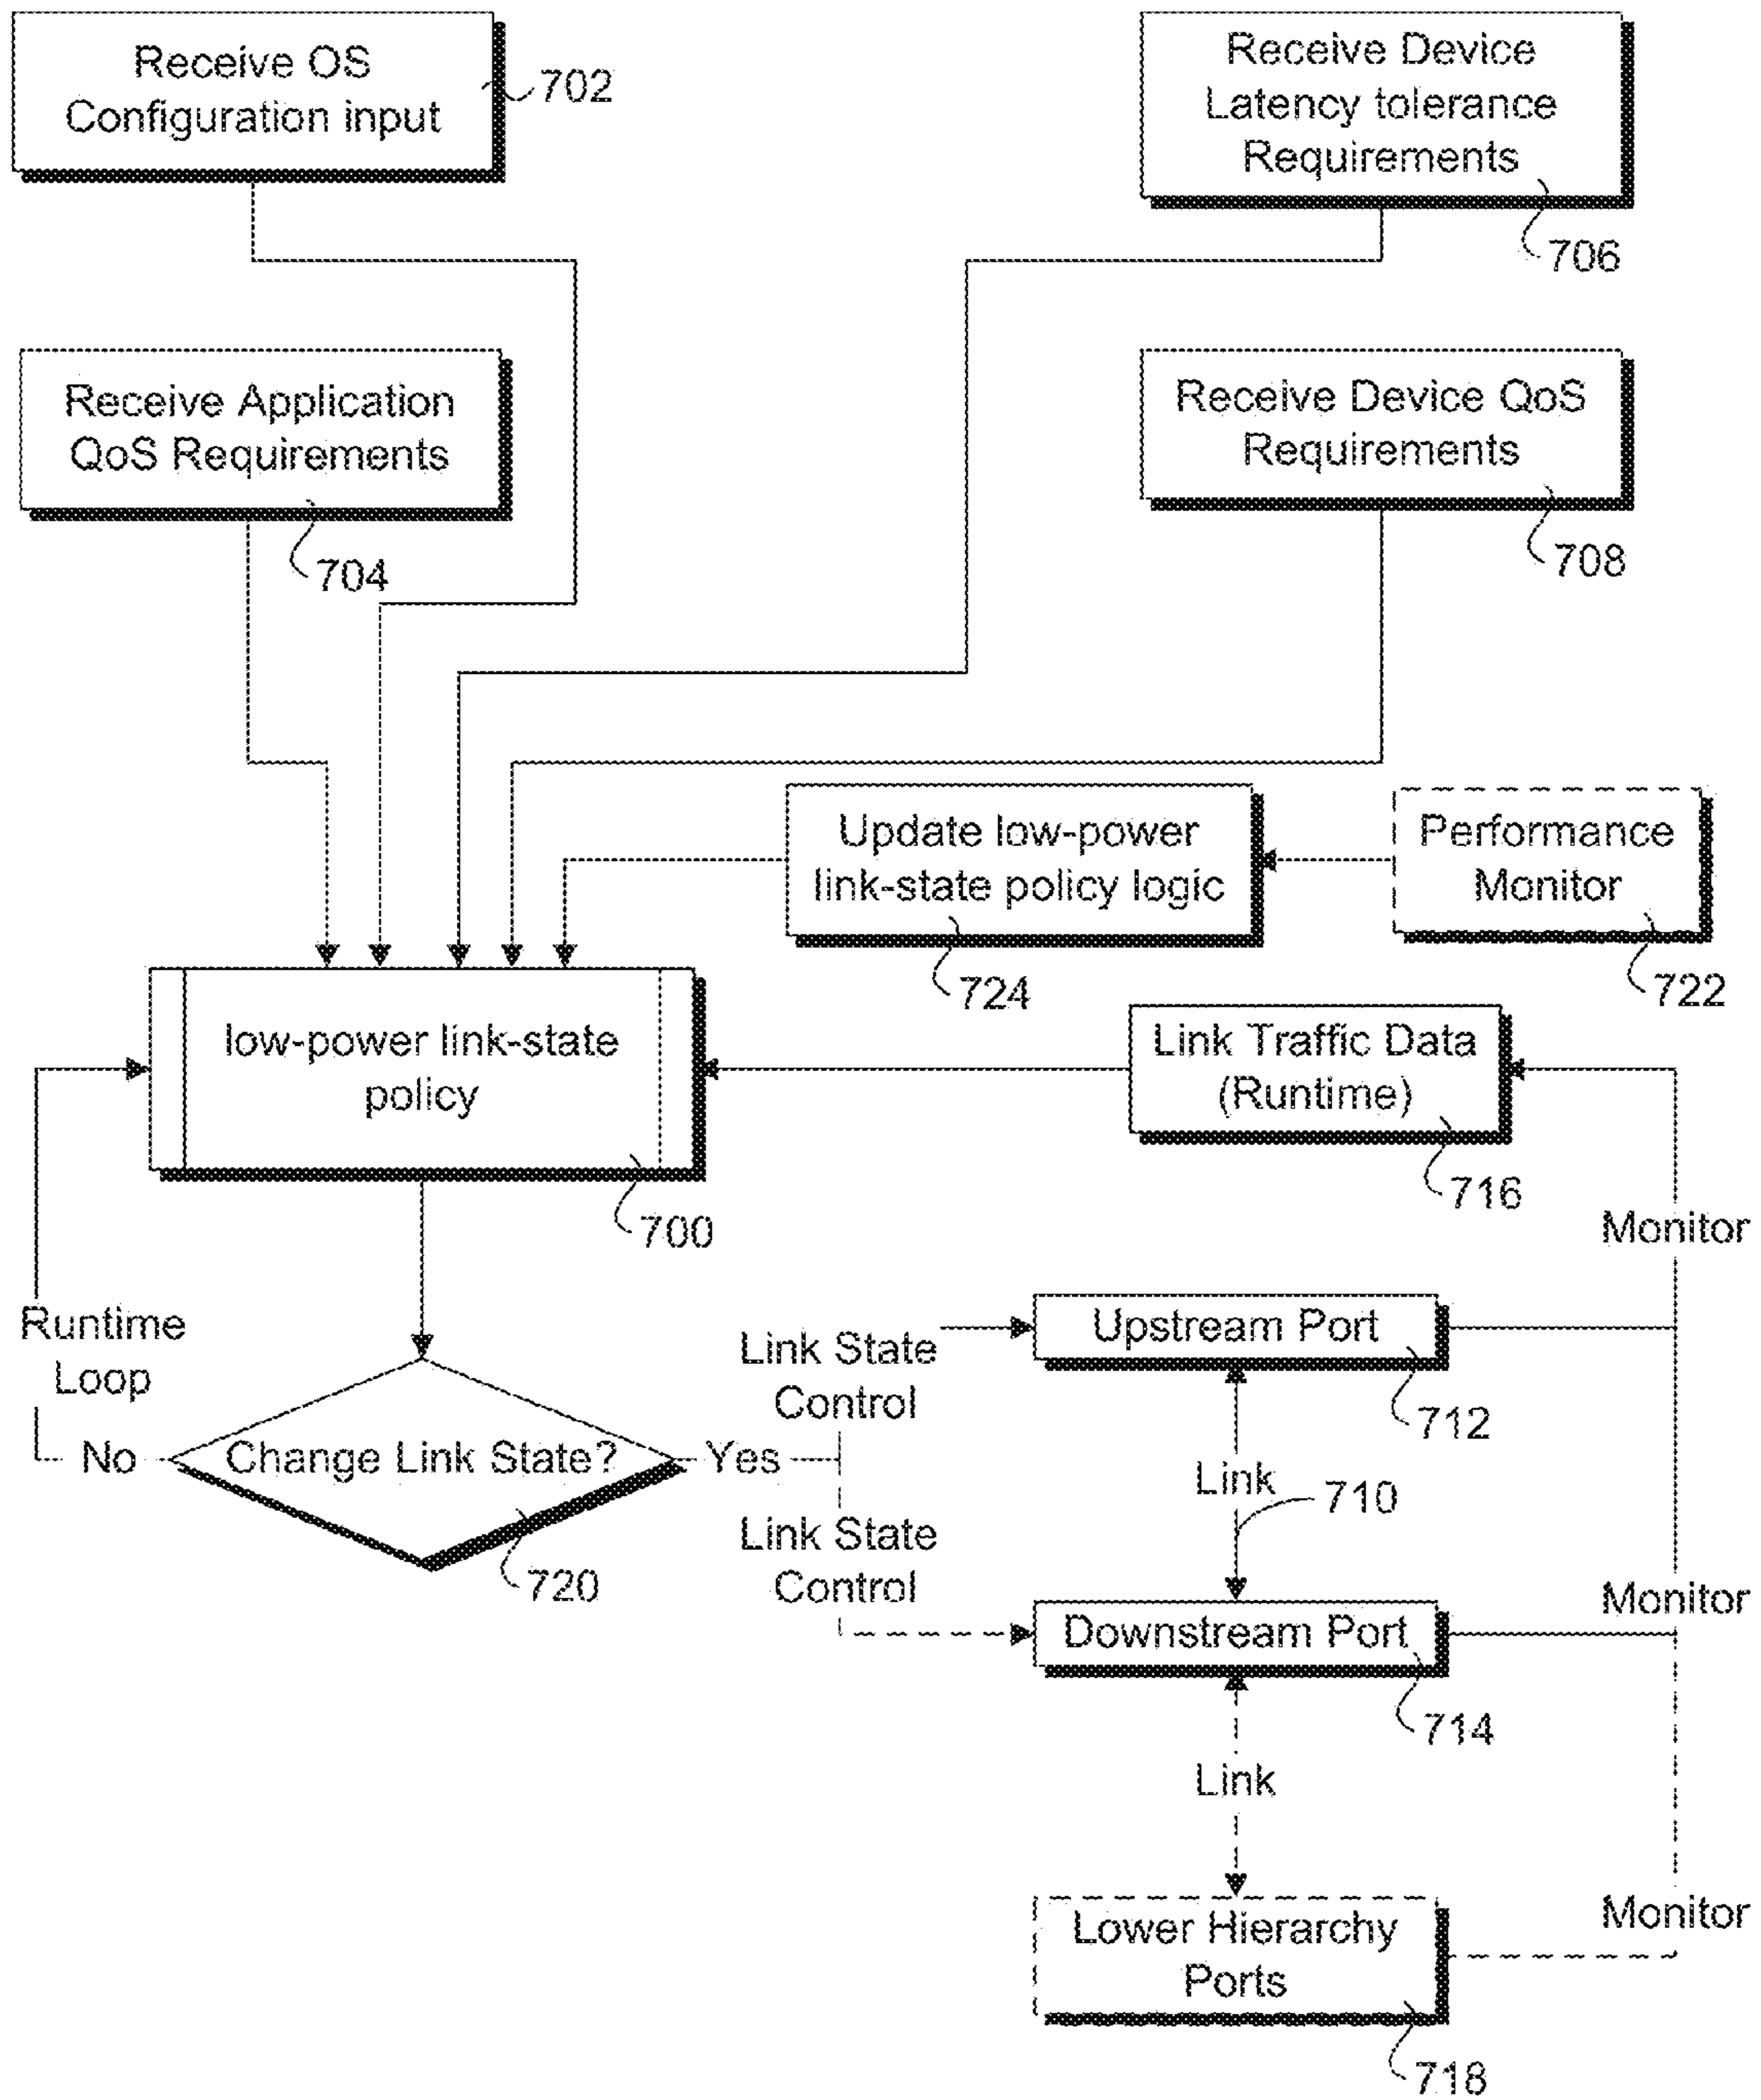 Receive OS
Configuration input
702
Receive Device
Latency tolerance
Requirements
706
Receive Application
QoS Requirements
704
Receive Device QoS
Requirements
708
Update low-power
link-state policy logic
724
Performance
Monitor
722
low-power link-state
policy
700
Link Traffic Data
(Runtime)
716
Monitor
Runtime
Loop
No
Change Link State?
720
Yes
Link State
Control
Link State
Control
Upstream Port
712
Link
710
Monitor
Downstream Port
714
Link
Monitor
Lower Hierarchy
Ports
718